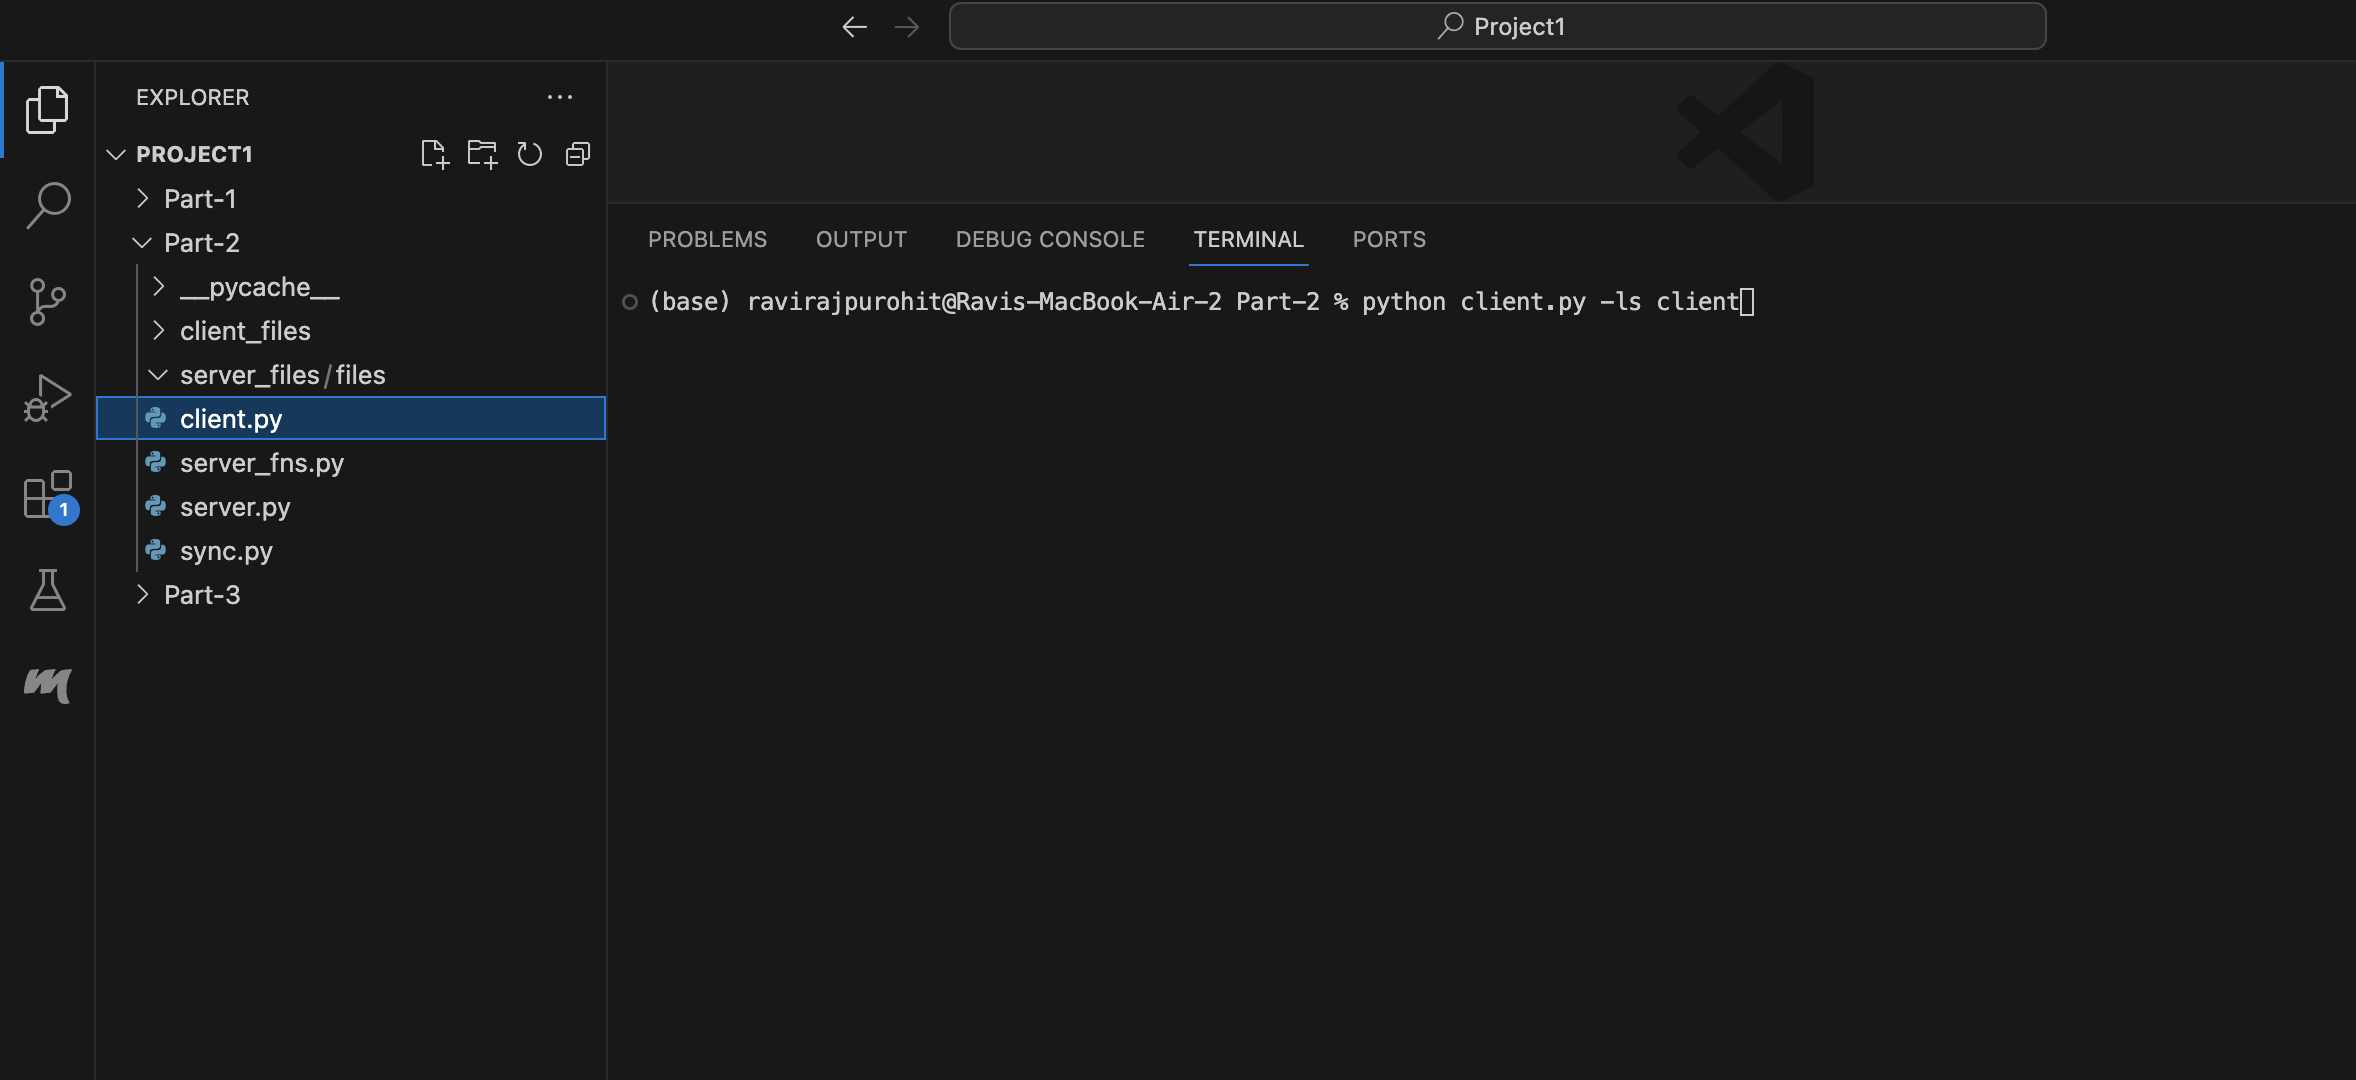 Project1
EXPLORER
PROJECT1
Part-1
Part-2
__pycache__
client_files
server_files/files
client.py
server_fns.py
server.py
sync.py
Part-3
1
PROBLEMS OUTPUT DEBUG CONSOLE TERMINAL PORTS
(base) ravirajpurohit@Ravis-MacBook-Air-2 Part-2 % python client.py -ls client